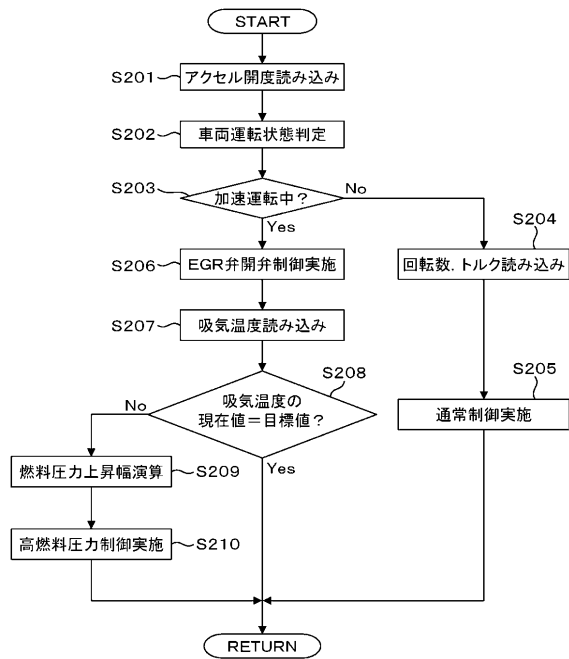 START
S201
アクセル開度読み込み
S202
車両運転状態判定
S203
加速運転中?
No
Yes
S204
回転数.トルク読み込み
S206
EGR弁開弁制御実施
S207
吸気温度読み込み
S208
吸気温度の
現在値=目標値?
No
Yes
S205
通常制御実施
燃料圧力上昇幅演算
S209
高燃料圧力制御実施
S210
RETURN